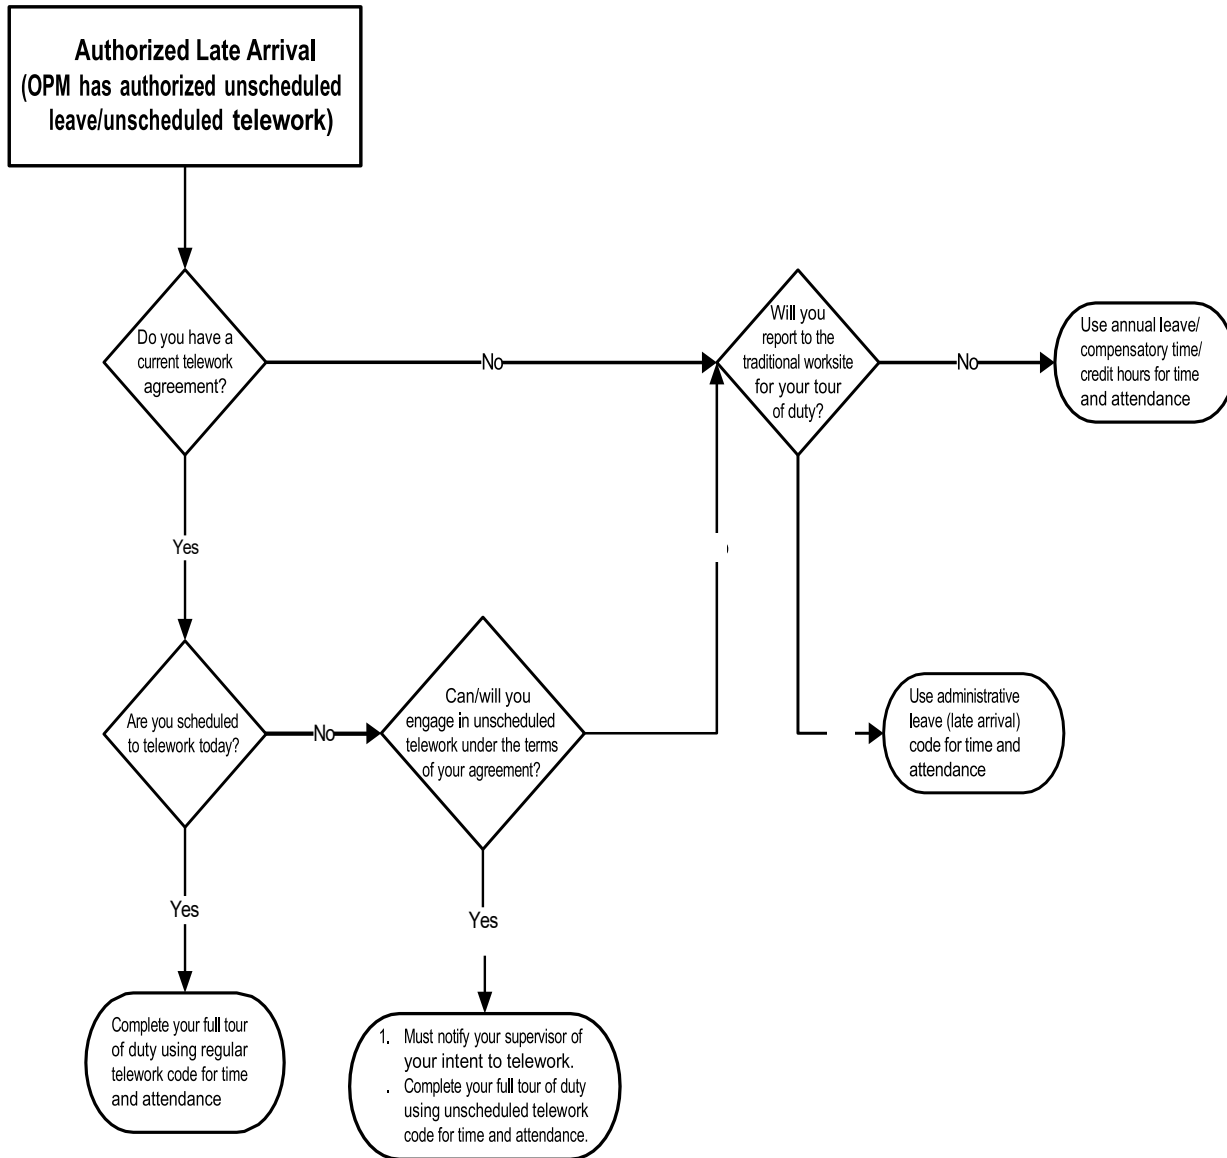 Authorized Late Arrival
(OPM has authorized unscheduled
leave/unscheduled telework)
Do you have a
current telework
agreement?
No
Will you
report to the
traditional worksite
for your tour
of duty?
No
Use annual leave/
compensatory time/
credit hours for time
and attendance
Yes
Are you scheduled
to telework today?
No
Can/will you
engage in unscheduled
telework under the terms
of your agreement?
Use administrative
leave (late arrival)
code for time and
attendance
Yes
Yes
Complete your full tour
of duty using regular
telework code for time
and attendance
1. Must notify your supervisor of
your intent to telework.
. Complete your full tour of duty
using unscheduled telework
code for time and attendance.